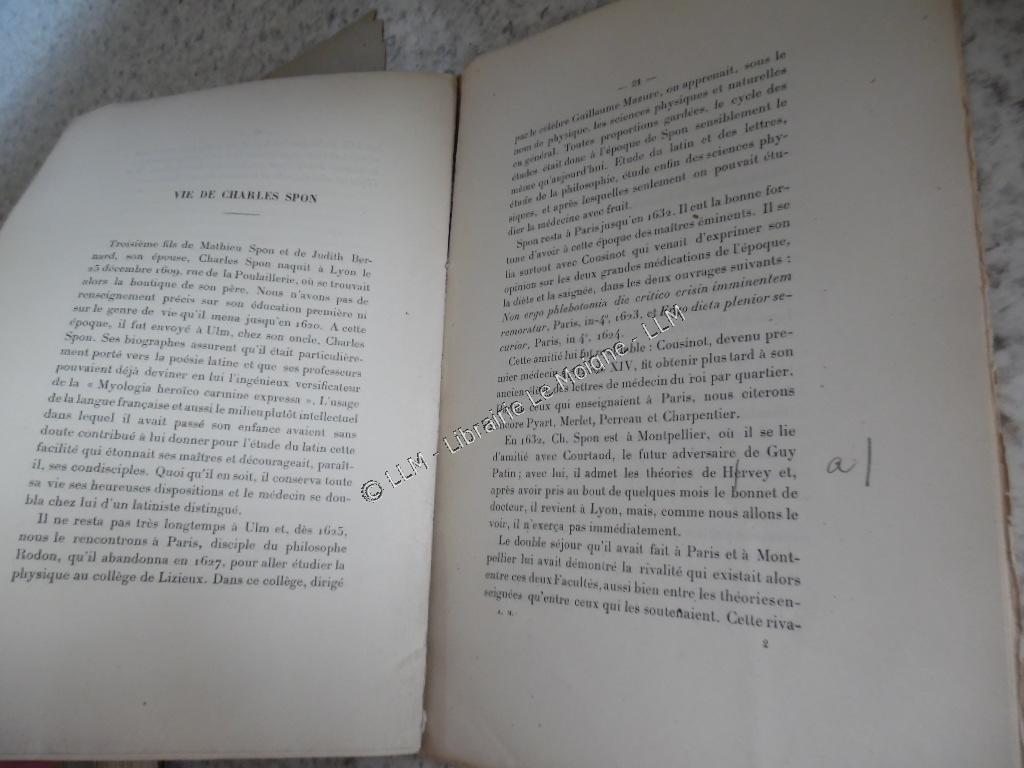 VIE DE CHARLES SPON
Troisième fils de Mathieu Spon et de Judith Ber-
nard, son épouse, Charles Spon naquit à Lyon le
25 décembre 1609, rue de la Poulaillerie, où se trouvait
alors la boutique de son père. Nous n'avons pas de
renseignement précis sur son éducation première ni
sur le genre de vie qu'il mena jusqu'en 1620. A cette
époque, il fut envoyé à Ulm, chez son oncle, Charles
Spon. Ses biographes assurent qu'il était particulière-
ment porté vers la poésie latine et que ses professeurs
pouvaient déjà deviner en lui l'ingénieux versificateur
de la « Myologia heroïco carmine expressa ». L'usage
de la langue française et aussi le milieu plutôt intellectuel
dans lequel il avait passé son enfance avaient sans
doute contribué à lui donner pour l'étude du latin cette
facilité qui étonnait ses maîtres et décourageait, paraît-
il, ses condisciples. Quoi qu'il en soit, il conserva toute
sa vie ses heureuses dispositions et le médecin se dou-
bla chez lui d'un latiniste distingué.
Il ne resta pas très longtemps à Ulm et, dès 1625,
nous le rencontrons à Paris, disciple du philosophe
Rodon, qu'il abandonna en 1627, pour aller étudier la
physique au collège de Lizieux. Dans ce collège, dirigé
— 21 —
par le célèbre Guillaume Mazure, on apprenait, sous le
nom de physique, les sciences physiques et naturelles
en général. Toutes proportions gardées, le cycle des
études était donc à l'époque de Spon sensiblement le
même qu'aujourd'hui. Etude du latin et des lettres,
étude de la philosophie, étude enfin des sciences phy-
siques, et après lesquelles seulement on pouvait étu-
dier la médecine avec fruit.
Spon resta à Paris jusqu'en 1632. Il eut la bonne for-
tune d'avoir à cette époque des maîtres éminents. Il se
lia surtout avec Cousinot qui venait d'exprimer son
opinion sur les deux grandes médications de l'époque,
la diète et la saignée, dans les deux ouvrages suivants :
Non ergo phlebotomia die critico crisin imminentem
remoratur, Paris, in-4°, 1623, et dicta plenior se-
curior, Paris, in 4°, 1624.
Cette amitié lui fut : Cousinot, devenu pre-
mier médecin XIV, fit obtenir plus tard à son
ancien des lettres de médecin du roi par quartier.
ceux qui enseignaient à Paris, nous citerons
encore Pyart, Merlet, Perreau et Charpentier.
En 1632, Ch. Spon est à Montpellier, où il se lie
d'amitié avec Courtaud, le futur adversaire de Guy
Patin ; avec lui, il admet les théories de Hervey et,
après avoir pris au bout de quelques mois le bonnet de
docteur, il revient à Lyon, mais, comme nous allons le
voir, il n'exerça pas immédiatement.
Le double séjour qu'il avait fait à Paris et à Mont-
pellier lui avait démontré la rivalité qui existait alors
entre ces deux Facultés, aussi bien entre les théories en-
seignées qu'entre ceux qui les soutenaient. Cette riva-
A. M.
2
a|
© LLM - Librairie Le Moigne - LLM